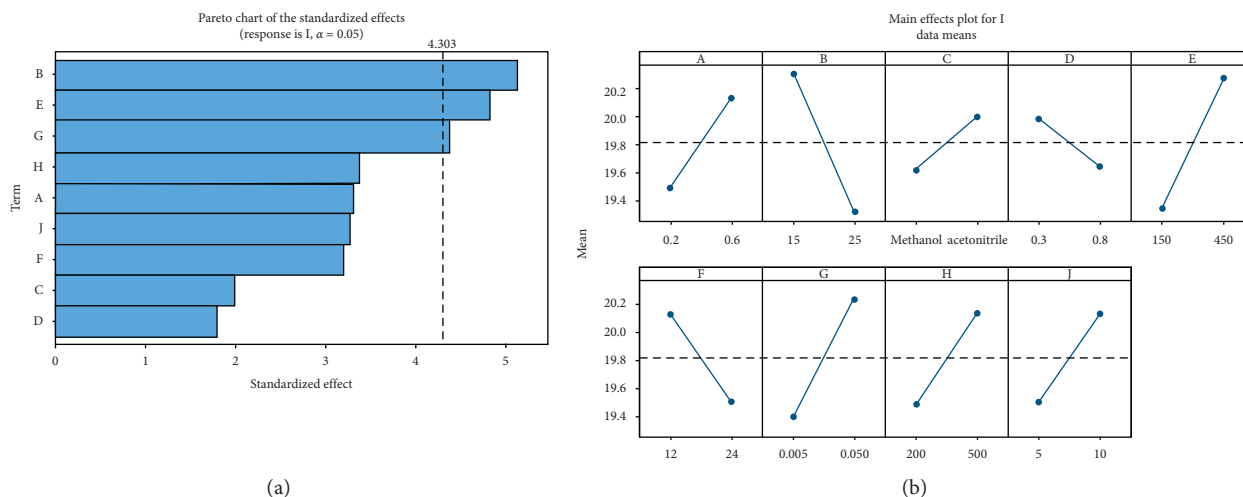 Pareto chart of the standardized effects
(response is I, α = 0.05)
4.303
Term
B
E
G
H
A
J
F
C
D
0 1 2 3 4 5
Standardized effect
(a)
Main effects plot for I
data means
Mean
A B C D E
20.2
20.0
19.8
19.6
19.4
0.2 0.6 15 25 Methanol acetonitrile 0.3 0.8 150 450
F G H J
20.2
20.0
19.8
19.6
19.4
12 24 0.005 0.050 200 500 5 10
(b)